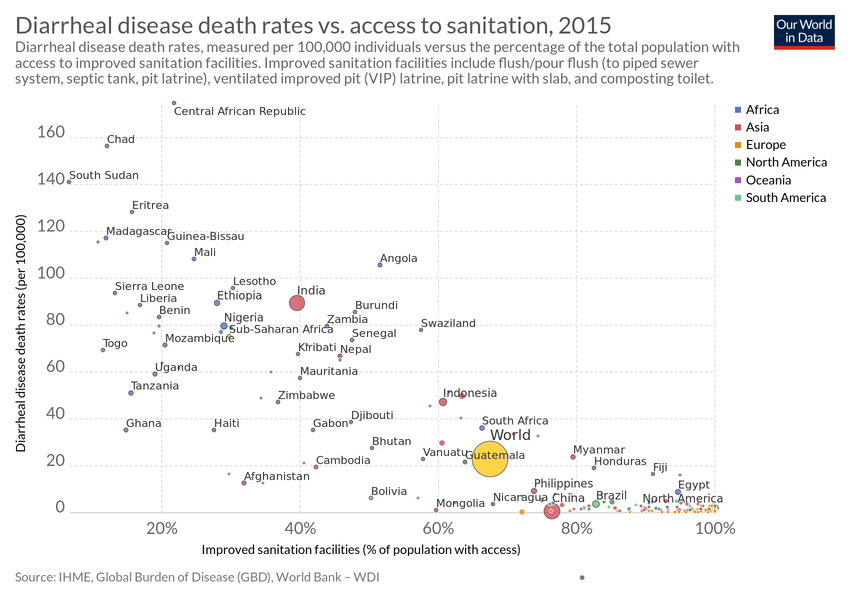 Diarrheal disease death rates vs. access to sanitation, 2015
Our World
in Data
Diarrheal disease death rates, measured per 100,000 individuals versus the percentage of the total population with
access to improved sanitation facilities. Improved sanitation facilities include flush/pour flush (to piped sewer
system, septic tank, pit latrine), ventilated improved pit (VIP) latrine, pit latrine with slab, and composting toilet.
Central African Republic
Africa
Asia
Europe
North America
Oceania
South America
160
Chad
140
South Sudan
Eritrea
120
Madagascar
Guinea-Bissau
Mali
Angola
100
Lesotho
Sierra Leone
Ethiopia
India
Liberia
Burundi
Benin
80
Nigeria
Zambia
Swaziland
Sub-Saharan Africa
Senegal
Mozambique
Togo
Kiribati
Nepal
60
Uganda
Mauritania
Tanzania
Zimbabwe
Indonesia
40
Ghana
Haiti
Gabon
Djibouti
South Africa
World
Bhutan
Vanuatu
Guatemala
Myanmar
20
Cambodia
Honduras
Fiji
Afghanistan
Bolivia
Philippines
Egypt
Mongolia
Nicaragua
China
Brazil
North America
0
20%
40%
60%
80%
100%
Diarrheal disease death rates (per 100,000)
Improved sanitation facilities (% of population with access)
Source: IHME, Global Burden of Disease (GBD), World Bank – WDI